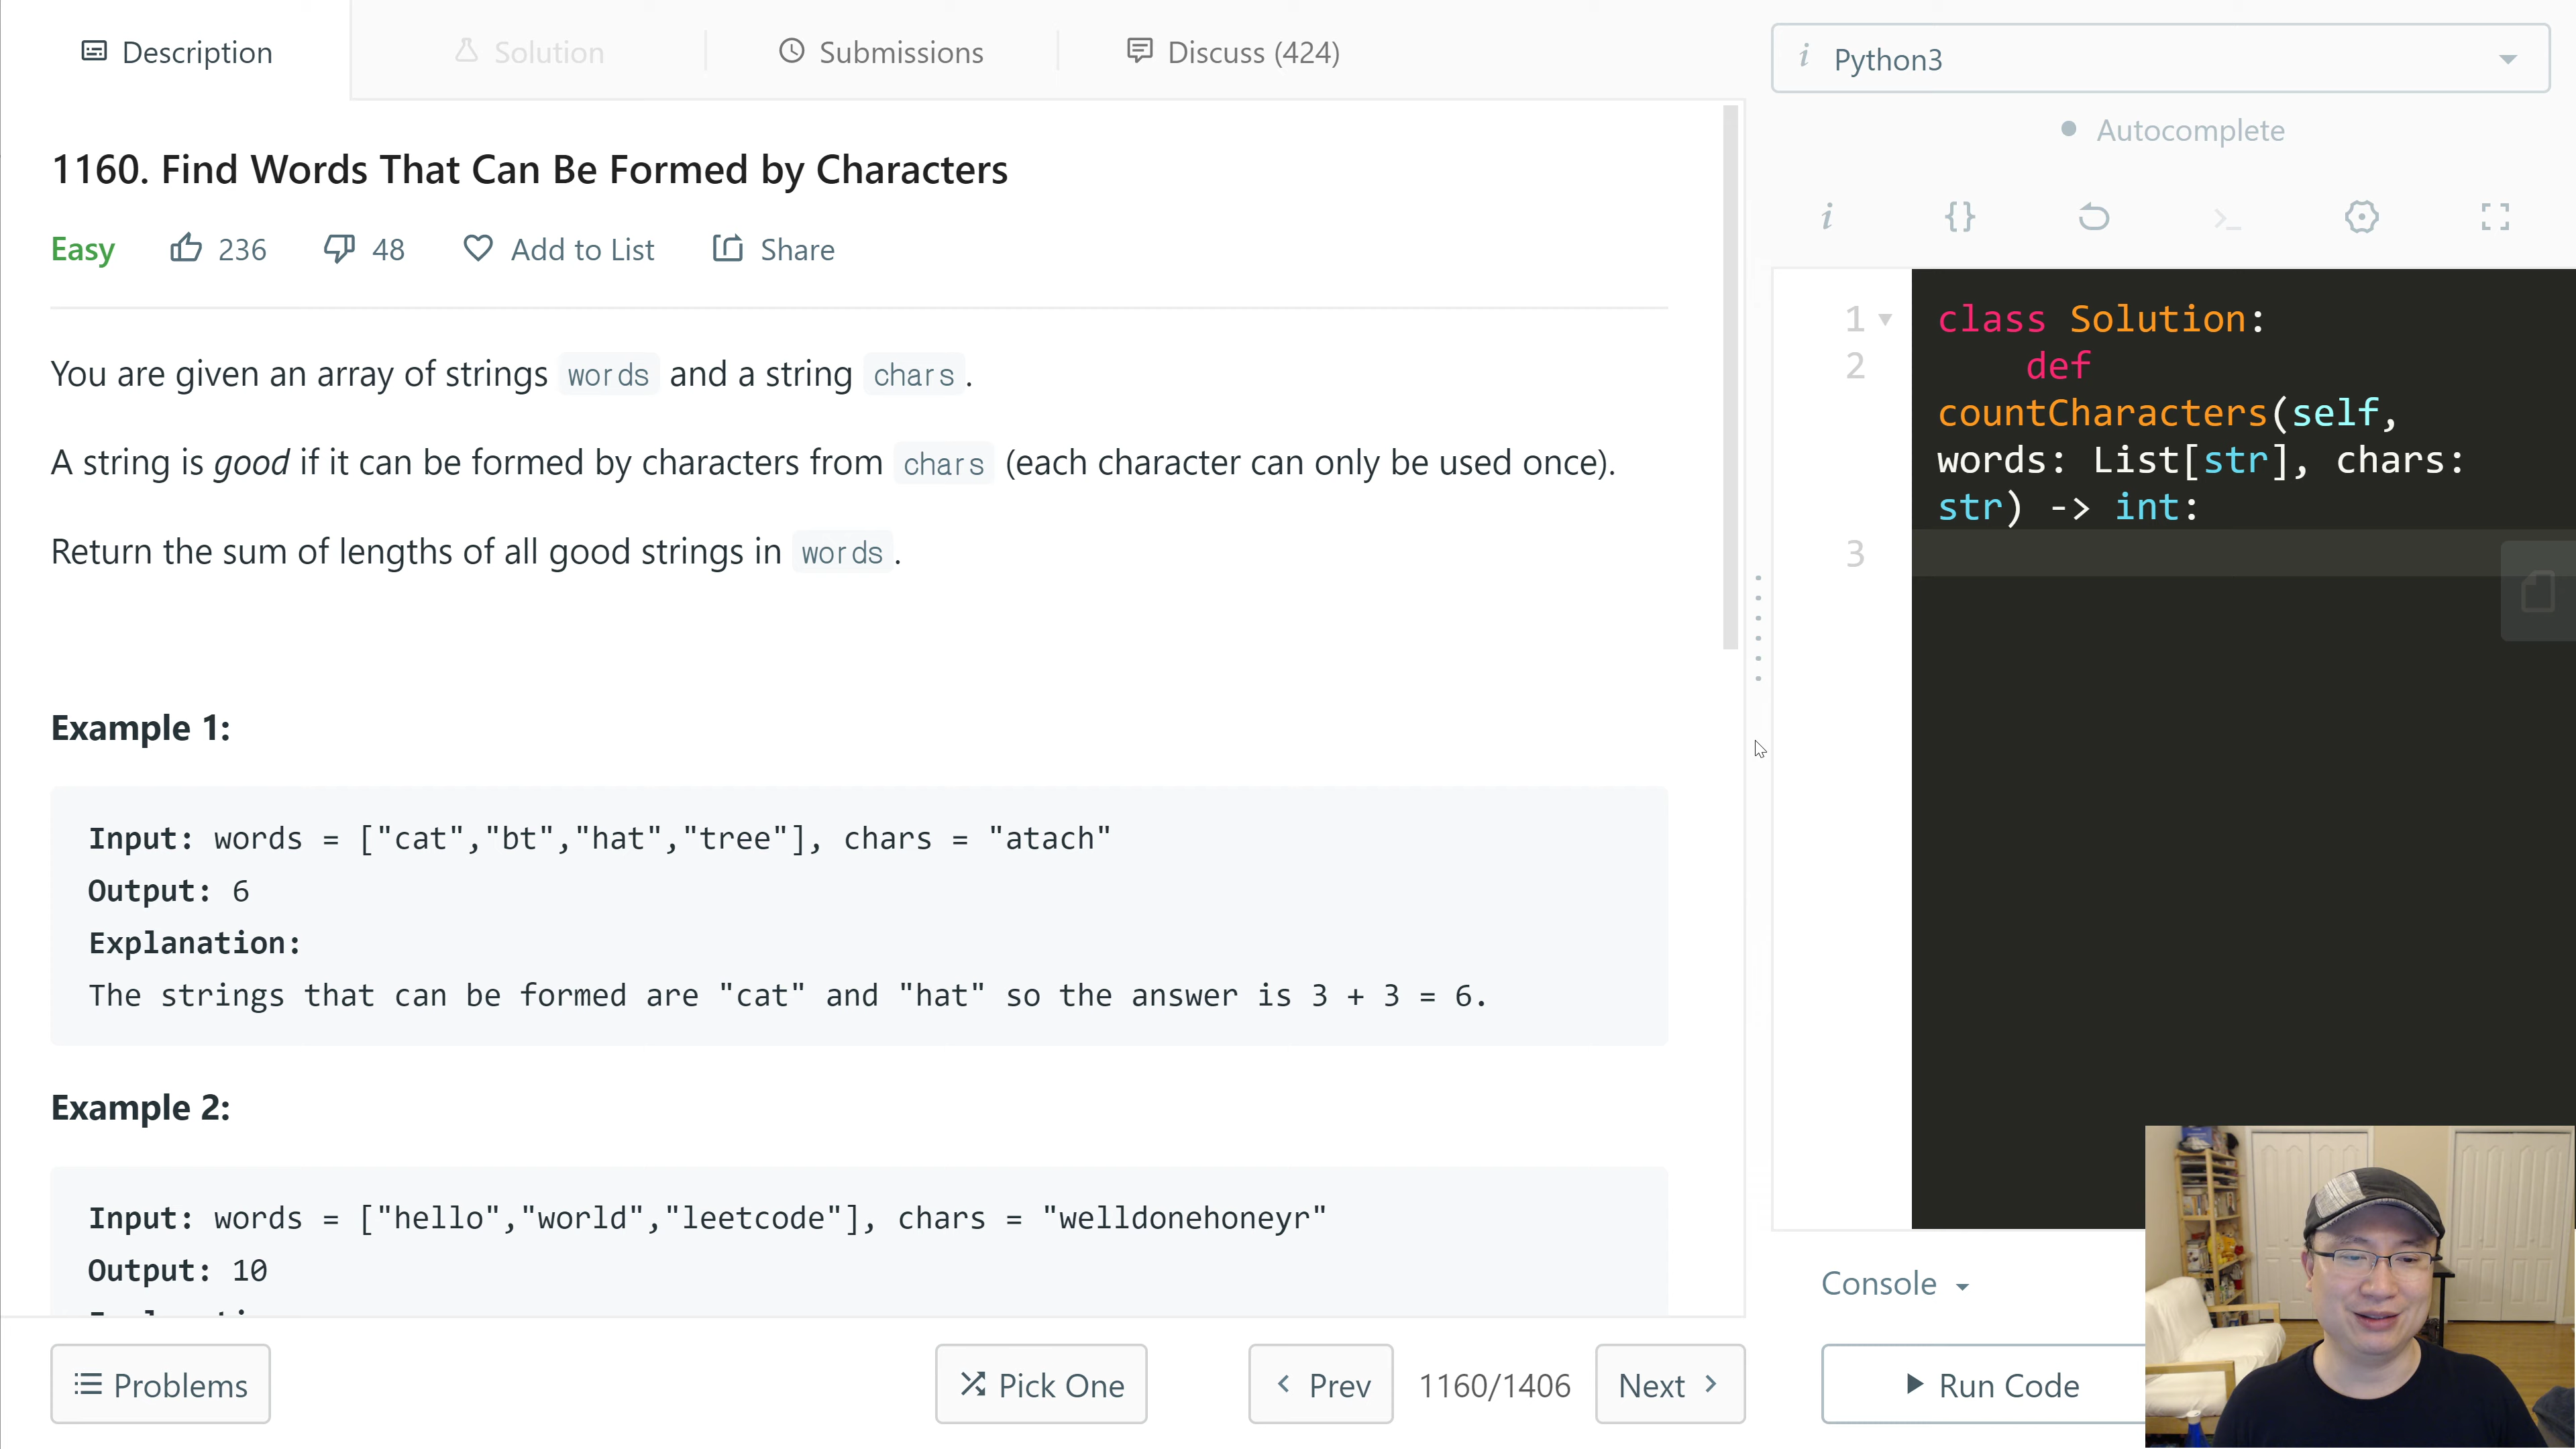 Description
Solution
Submissions
Discuss (424)
1160. Find Words That Can Be Formed by Characters
Easy 236 48 Add to List Share
You are given an array of strings words and a string chars.
A string is good if it can be formed by characters from chars (each character can only be used once).
Return the sum of lengths of all good strings in words.
Example 1:
Input: words = ["cat","bt","hat","tree"], chars = "atach"
Output: 6
Explanation:
The strings that can be formed are "cat" and "hat" so the answer is 3 + 3 = 6.
Example 2:
Input: words = ["hello","world","leetcode"], chars = "welldonehoneyr"
Output: 10
Problems
Pick One
Prev
1160/1406
Next
i Python3
Autocomplete
i {} >_
1 class Solution:
2 def
countCharacters(self,
words: List[str], chars:
str) -> int:
3
Console
Run Code